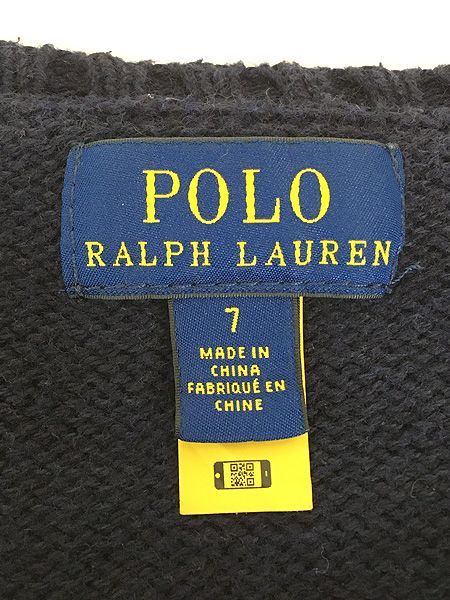 POLO
RALPH LAUREN
7
MADE IN
CHINA
FABRIQUÉ EN
CHINE